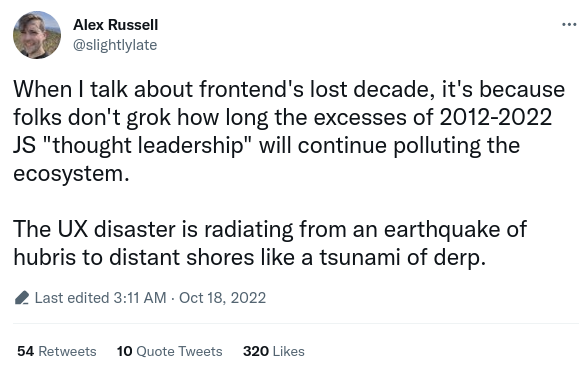 Alex Russell
@slightlylate
When I talk about frontend's lost decade, it's because
folks don't grok how long the excesses of 2012-2022
JS "thought leadership" will continue polluting the
ecosystem.
The UX disaster is radiating from an earthquake of
hubris to distant shores like a tsunami of derp.
Last edited 3:11 AM · Oct 18, 2022
54 Retweets 10 Quote Tweets 320 Likes